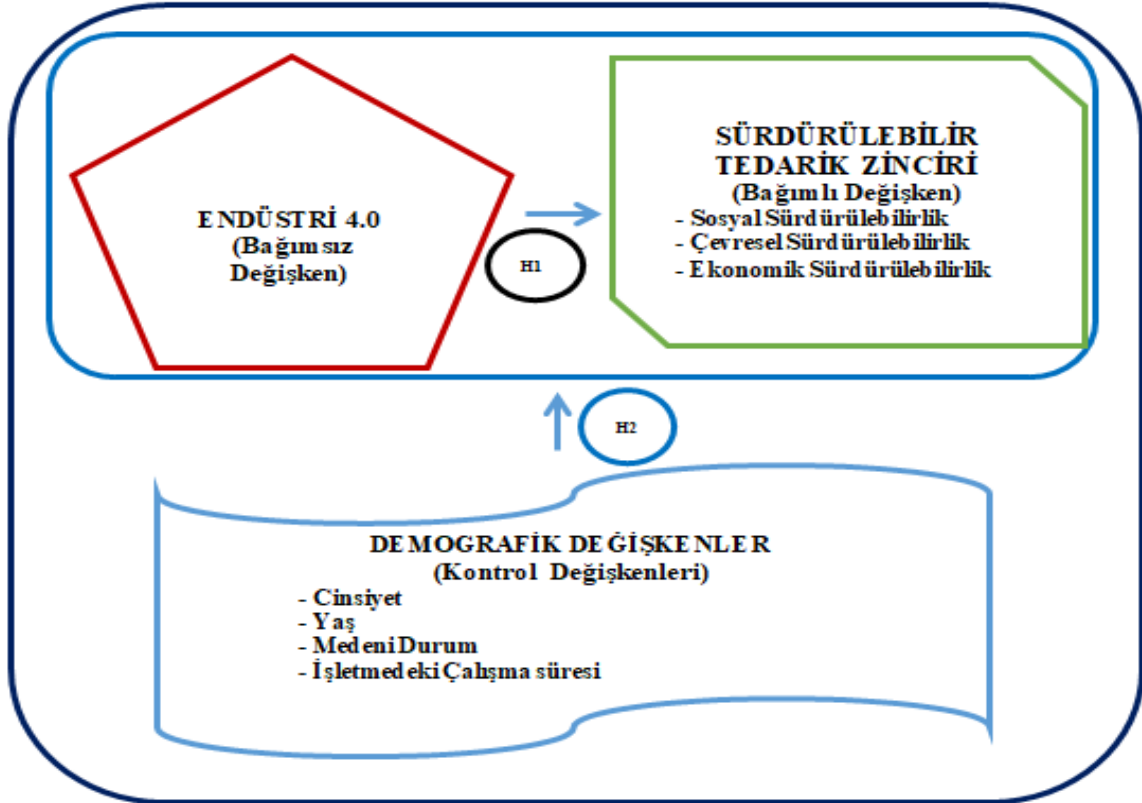 ENDÜSTRİ 4.0
(Bağımsız
Değişken)
H1
SÜRDÜRÜLEBİLİR
TEDARİK ZİNCİRİ
(Bağımlı Değişken)
- Sosyal Sürdürülebilirlik
- Çevresel Sürdürülebilirlik
- Ekonomik Sürdürülebilirlik
H2
DEMOGRAFİK DEĞİŞKENLER
(Kontrol Değişkenleri)
- Cinsiyet
- Yaş
- Medeni Durum
- İşletmedeki Çalışma süresi